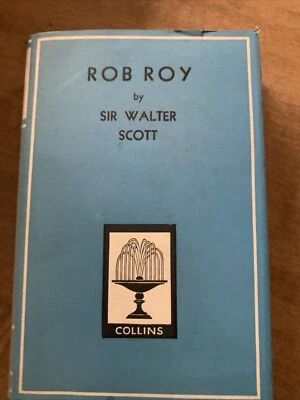 ROB ROY
by
SIR WALTER
SCOTT
COLLINS